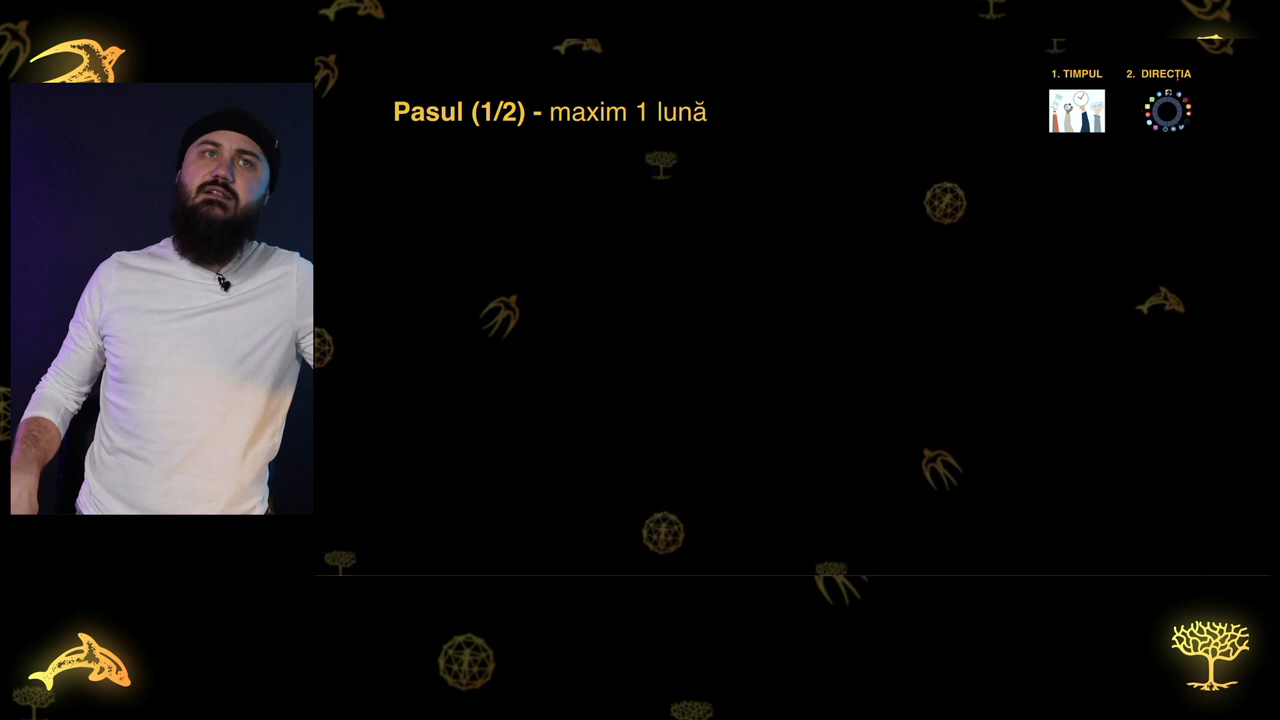 1. TIMPUL
2. DIRECȚIA
Pasul (1/2) - maxim 1 lună